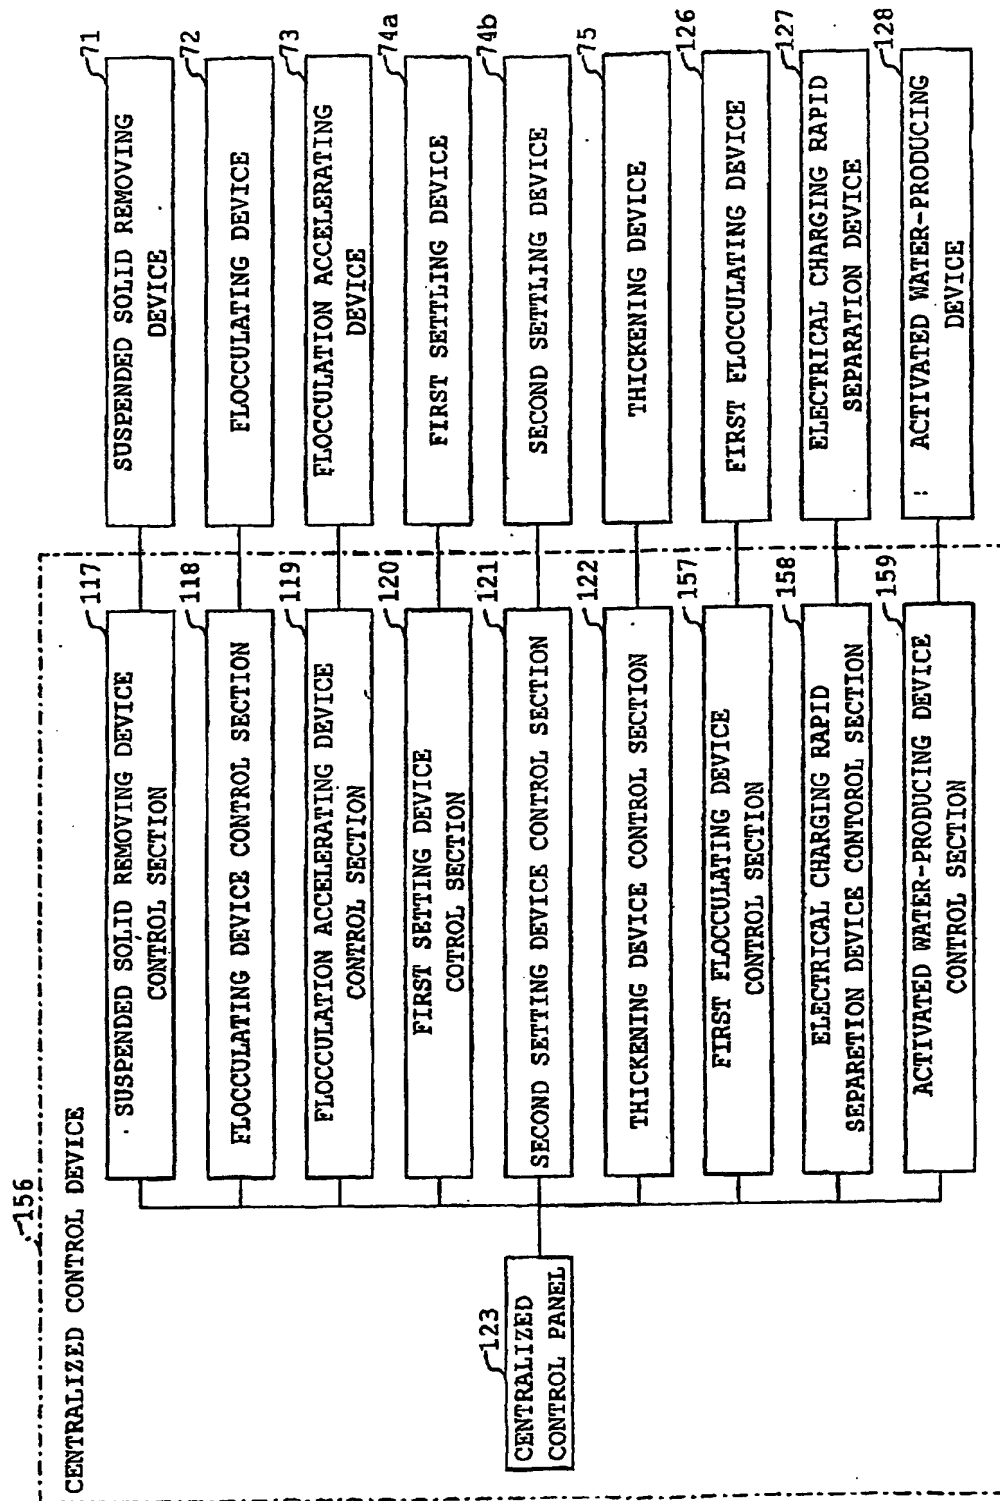 156
CENTRALIZED CONTROL DEVICE
123
CENTRALIZED
CONTROL PANEL
117
SUSPENDED SOLID REMOVING DEVICE
CONTROL SECTION
71
SUSPENDED SOLID REMOVING
DEVICE
118
FLOCCULATING DEVICE CONTROL SECTION
72
FLOCCULATING DEVICE
119
FLOCCULATION ACCELERATING DEVICE
CONTROL SECTION
73
FLOCCULATION ACCELERATING
DEVICE
120
FIRST SETTING DEVICE
COTROL SECTION
74a
FIRST SETTLING DEVICE
121
SECOND SETTING DEVICE CONTROL SECTION
74b
SECOND SETTLING DEVICE
122
THICKENING DEVICE CONTROL SECTION
75
THICKENING DEVICE
157
FIRST FLOCCULATING DEVICE
CONTROL SECTION
126
FIRST FLOCCULATING DEVICE
158
ELECTRICAL CHARGING RAPID
SEPARETION DEVICE CONTOROL SECTION
127
ELECTRICAL CHARGING RAPID
SEPARATION DEVICE
159
ACTIVATED WATER-PRODUCING DEVICE
CONTROL SECTION
128
ACTIVATED WATER-PRODUCING
DEVICE